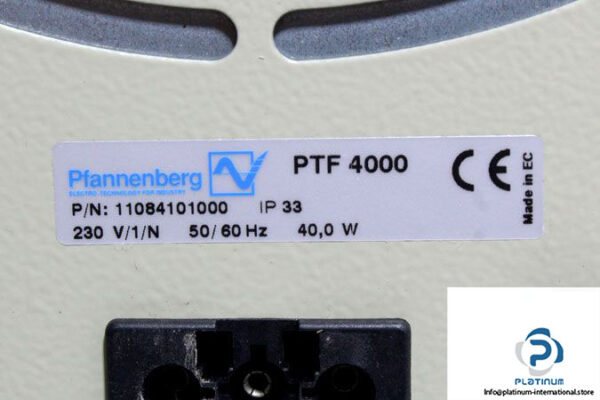 Pfannenberg
ELECTRO-TECHNOLOGY FOR INDUSTRY
PTF 4000
CE
Made in EC
P/N: 11084101000 IP 33
230 V/1/N 50/60 Hz 40,0 W
PLATINUM
Info@platinum-international.store